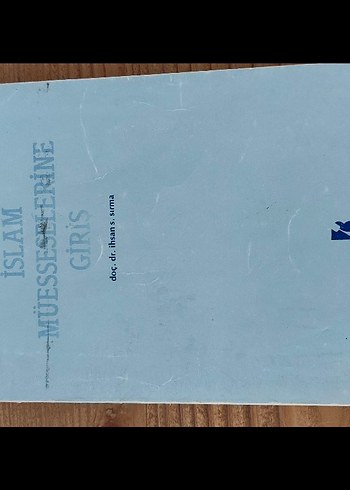 İSLAM
MÜESSESELERİNE
GİRİŞ
doç. dr. ihsan s. sırma